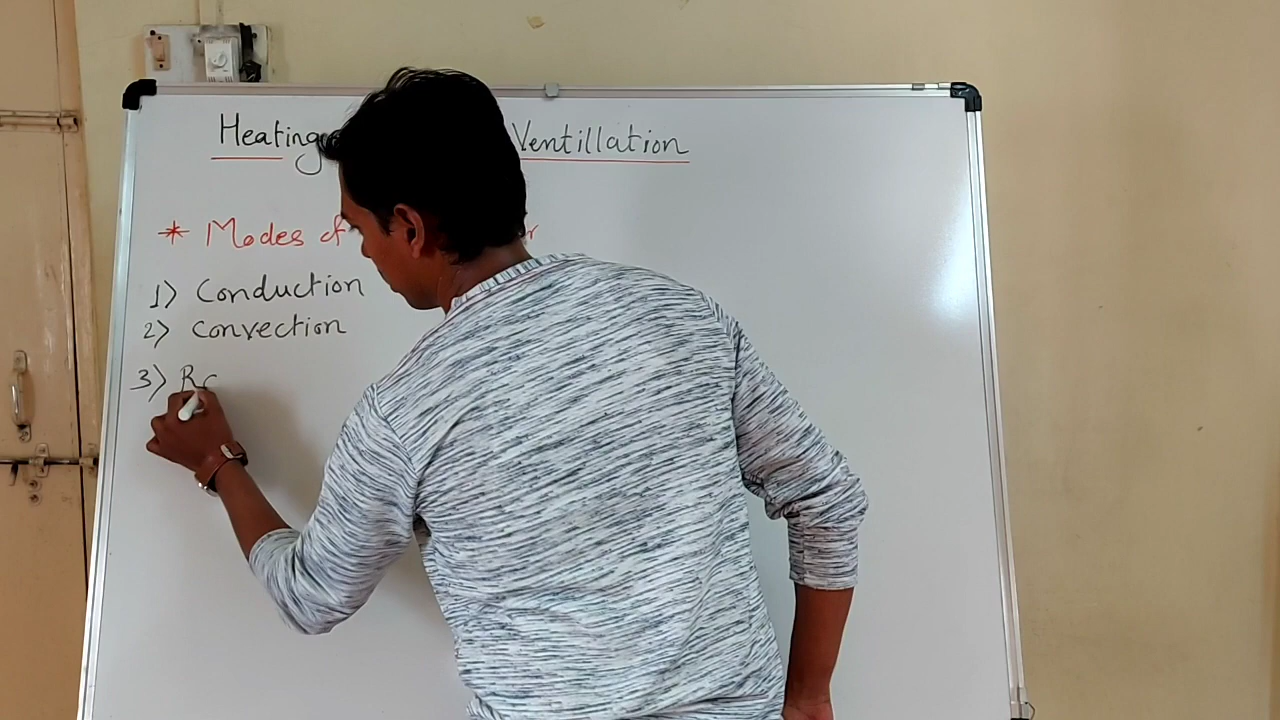 Heating Ventillation
* Modes of
1) Conduction
2) Convection
3) R